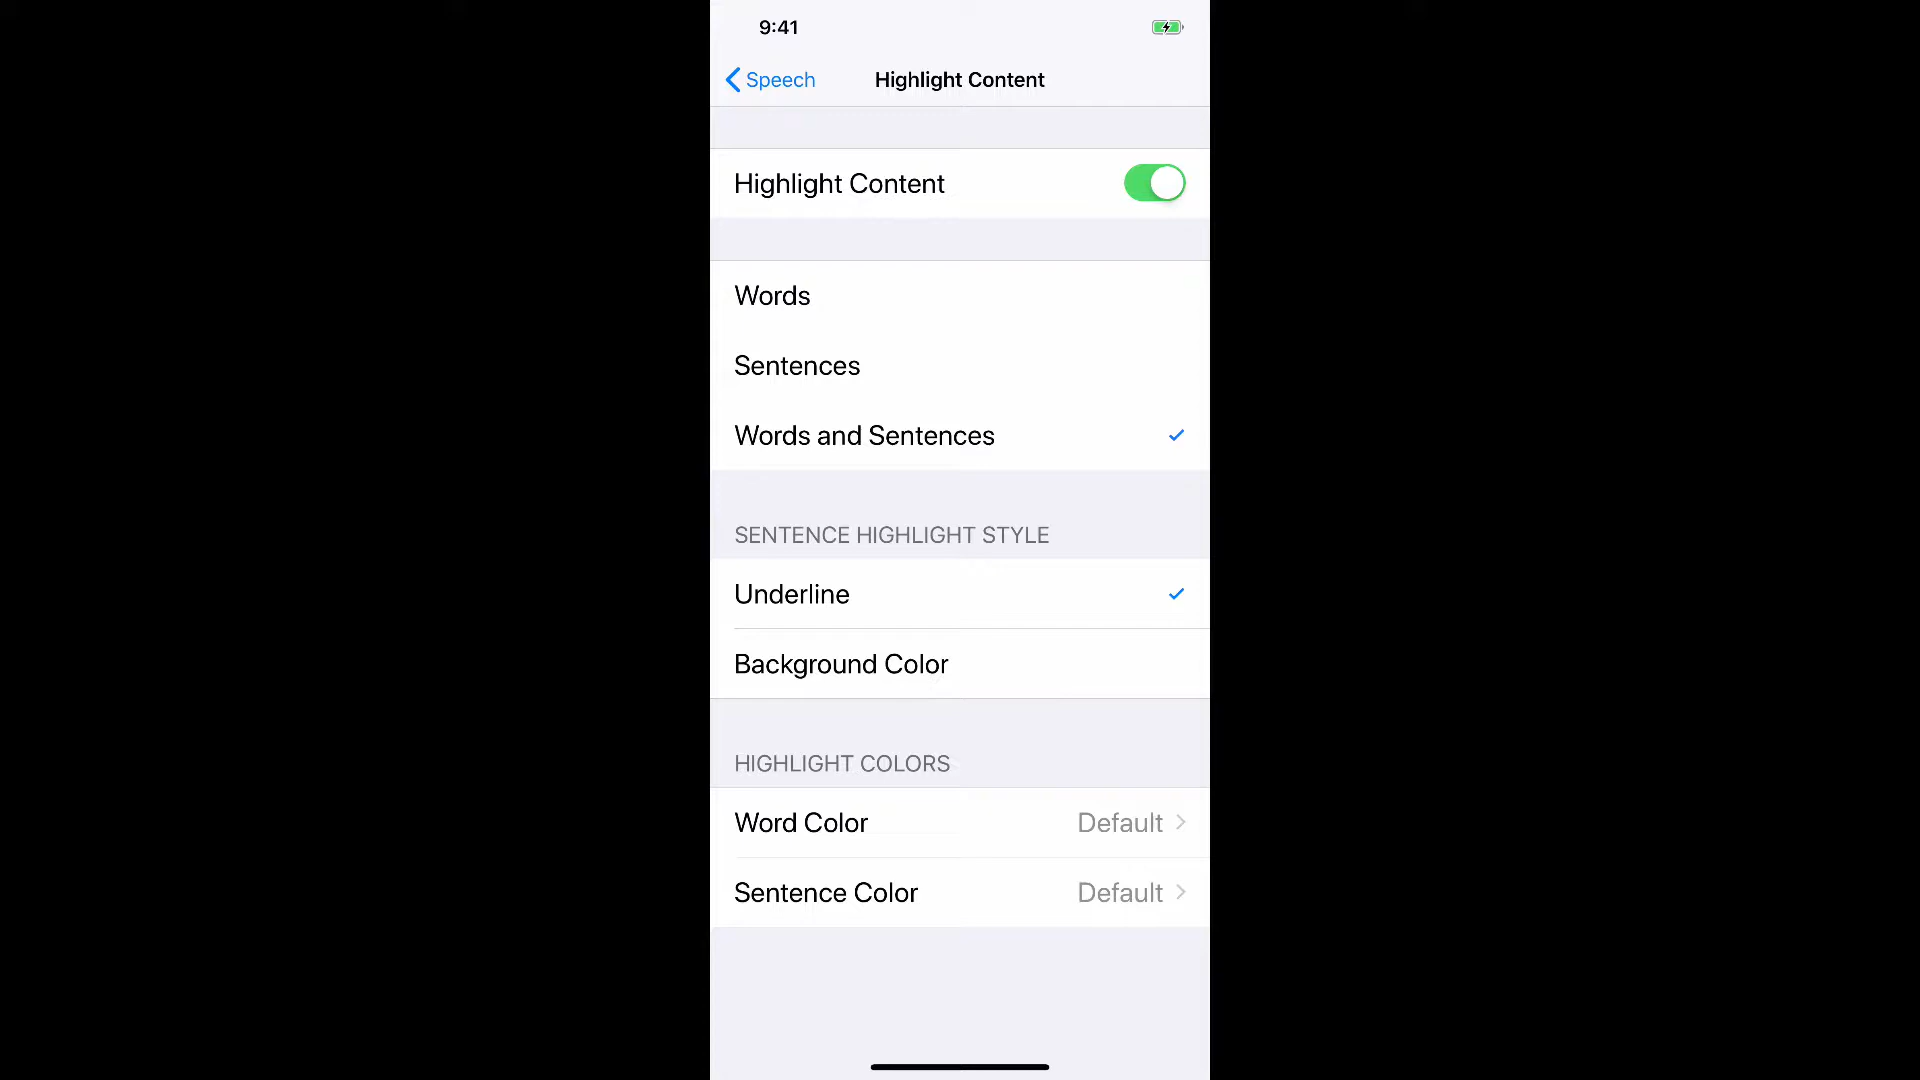 9:41
Speech
Highlight Content
Highlight Content
Words
Sentences
Words and Sentences
SENTENCE HIGHLIGHT STYLE
Underline
Background Color
HIGHLIGHT COLORS
Word Color Default
Sentence Color Default